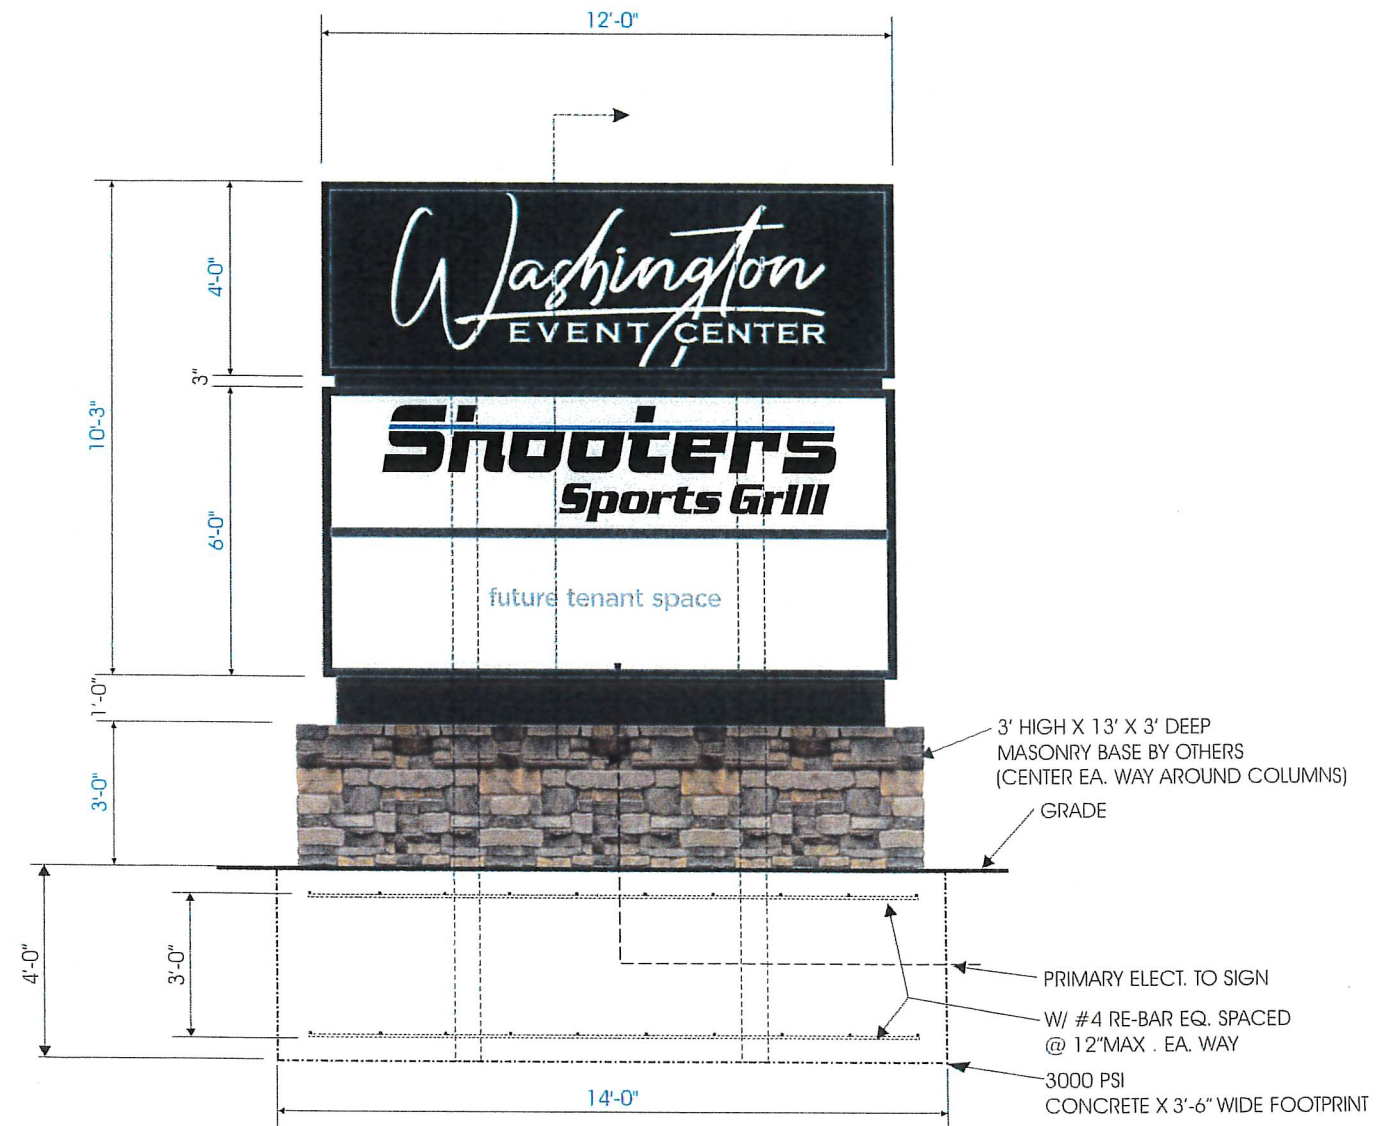 12'-0"
Washington
EVENT CENTER
4'-0"
3"
10'-3"
Shooters
Sports Grill
6'-0"
future tenant space
1'-0"
3'-0"
3' HIGH X 13' X 3' DEEP
MASONRY BASE BY OTHERS
(CENTER EA. WAY AROUND COLUMNS)
GRADE
4'-0"
3'-0"
PRIMARY ELECT. TO SIGN
W/ #4 RE-BAR EQ. SPACED
@ 12"MAX . EA. WAY
3000 PSI
CONCRETE X 3'-6" WIDE FOOTPRINT
14'-0"